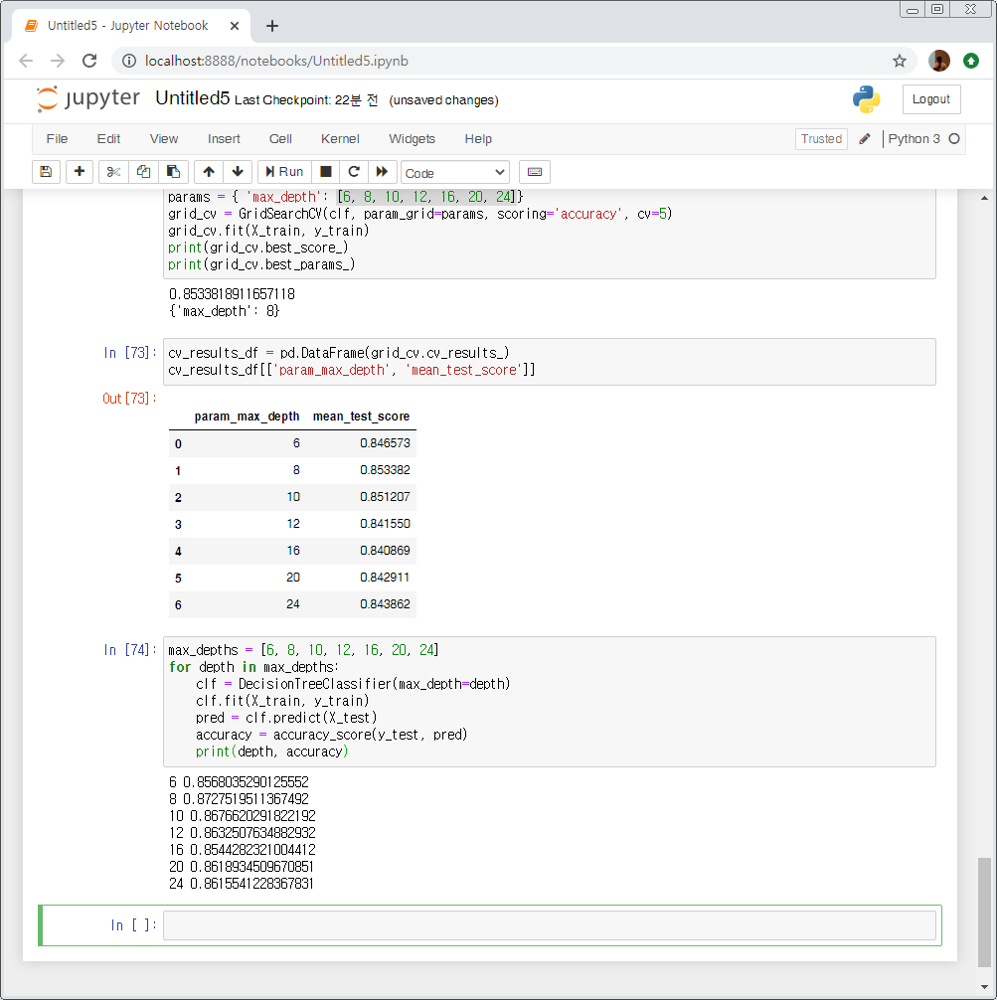 Untitled5 - Jupyter Notebook
localhost:8888/notebooks/Untitled5.ipynb
jupyter Untitled5 Last Checkpoint: 22분 전 (unsaved changes) Logout
File Edit View Insert Cell Kernel Widgets Help Trusted Python 3
Run Code
params = { 'max_depth': [6, 8, 10, 12, 16, 20, 24]}
grid_cv = GridSearchCV(clf, param_grid=params, scoring='accuracy', cv=5)
grid_cv.fit(X_train, y_train)
print(grid_cv.best_score_)
print(grid_cv.best_params_)
0.8533818911657118
{'max_depth': 8}
In [73]: cv_results_df = pd.DataFrame(grid_cv.cv_results_)
cv_results_df[['param_max_depth', 'mean_test_score']]
Out[73]:
param_max_depth mean_test_score
0 6 0.846573
1 8 0.853382
2 10 0.851207
3 12 0.841550
4 16 0.840869
5 20 0.842911
6 24 0.843862
In [74]: max_depths = [6, 8, 10, 12, 16, 20, 24]
for depth in max_depths:
clf = DecisionTreeClassifier(max_depth=depth)
clf.fit(X_train, y_train)
pred = clf.predict(X_test)
accuracy = accuracy_score(y_test, pred)
print(depth, accuracy)
6 0.8568035290125552
8 0.8727519511367492
10 0.8676620291822192
12 0.8632507634882932
16 0.8544282321004412
20 0.8618934509670851
24 0.8615541228367831
In [ ]: